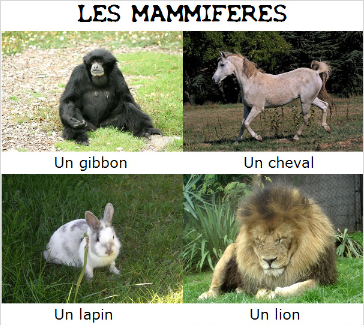 LES MAMMIFERES
Un gibbon
Un cheval
Un lapin
Un lion